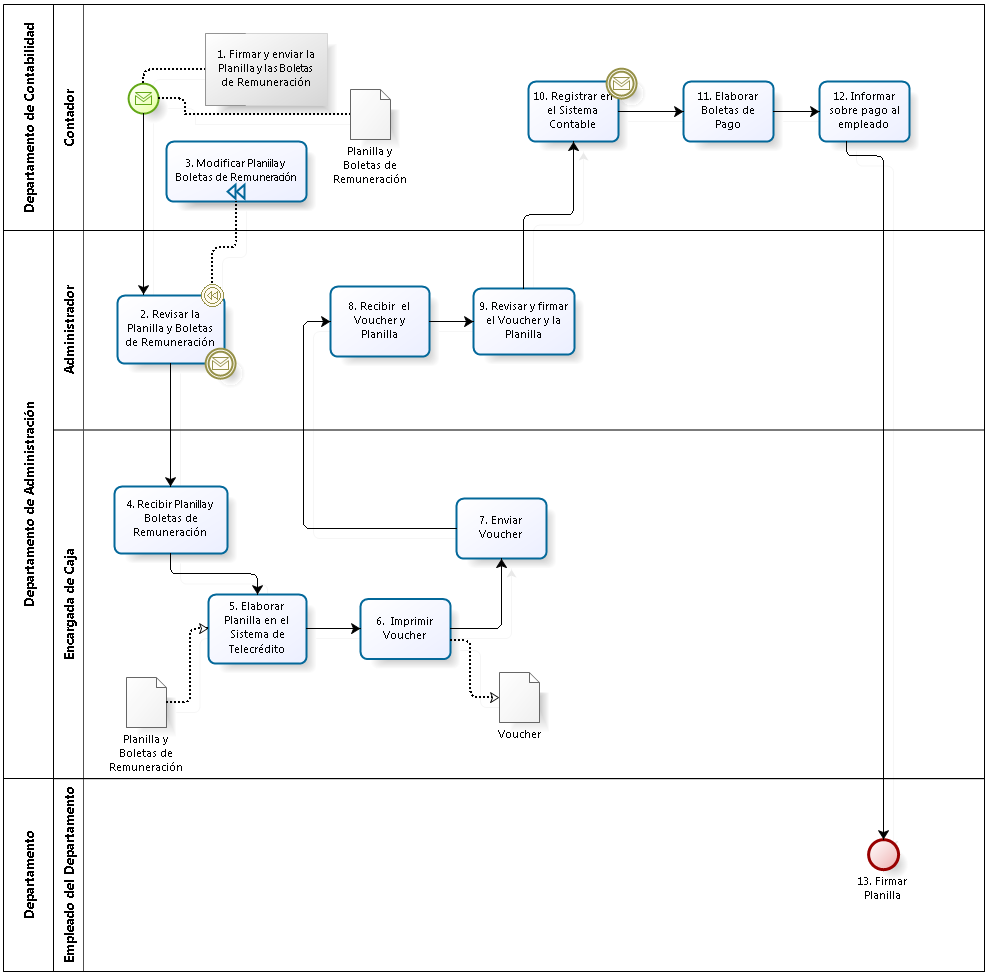 Departamento de Contabilidad
Contador
1. Firmar y enviar la
Planilla y las Boletas
de Remuneración
Planilla y
Boletas de
Remuneración
3. Modificar Planilla y
Boletas de Remuneración
10. Registrar en
el Sistema
Contable
11. Elaborar
Boletas de
Pago
12. Informar
sobre pago al
empleado
Departamento de Administración
Administrador
2. Revisar la
Planilla y Boletas
de Remuneración
8. Recibir el
Voucher y
Planilla
9. Revisar y firmar
el Voucher y la
Planilla
Encargada de Caja
4. Recibir Planilla y
Boletas de
Remuneración
5. Elaborar
Planilla en el
Sistema de
Telecrédito
6. Imprimir
Voucher
7. Enviar
Voucher
Planilla y
Boletas de
Remuneración
Voucher
Departamento
Empleado del Departamento
13. Firmar
Planilla